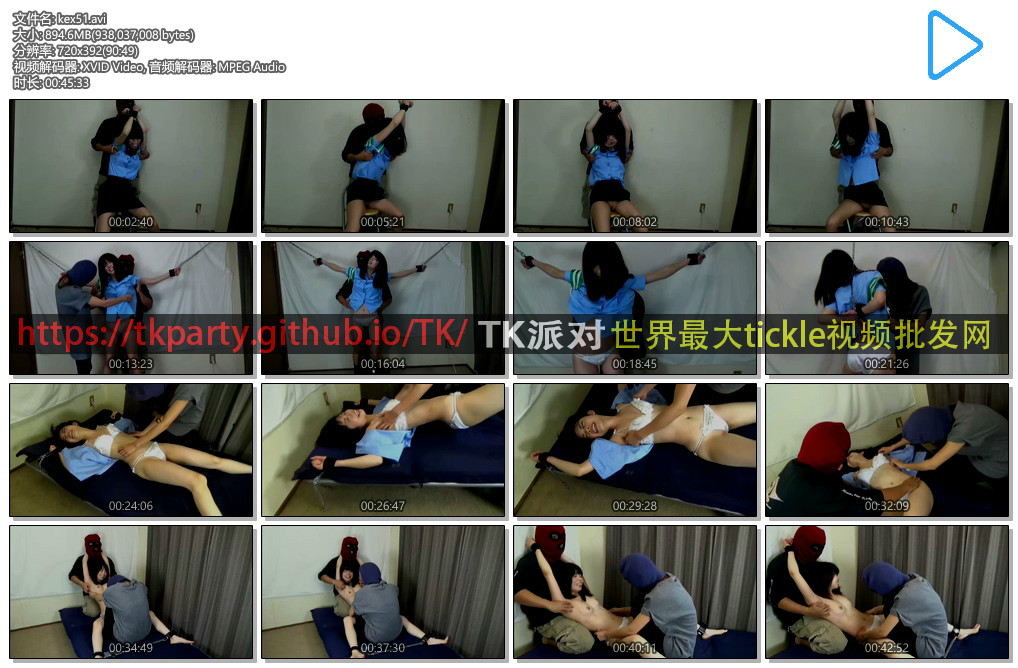 文件名: kex51.avi
大小: 894.6MB(938,037,008 bytes)
分辨率: 720x392(90:49)
视频解码器: XVID Video, 音频解码器: MPEG Audio
时长: 00:45:33
00:02:40 00:05:21 00:08:02 00:10:43
https://tkparty.github.io/TK/ TK派对 世界最大tickle视频批发网
00:13:23 00:16:04 00:18:45 00:21:26
00:24:06 00:26:47 00:29:28 00:32:09
00:34:49 00:37:30 00:40:11 00:42:52